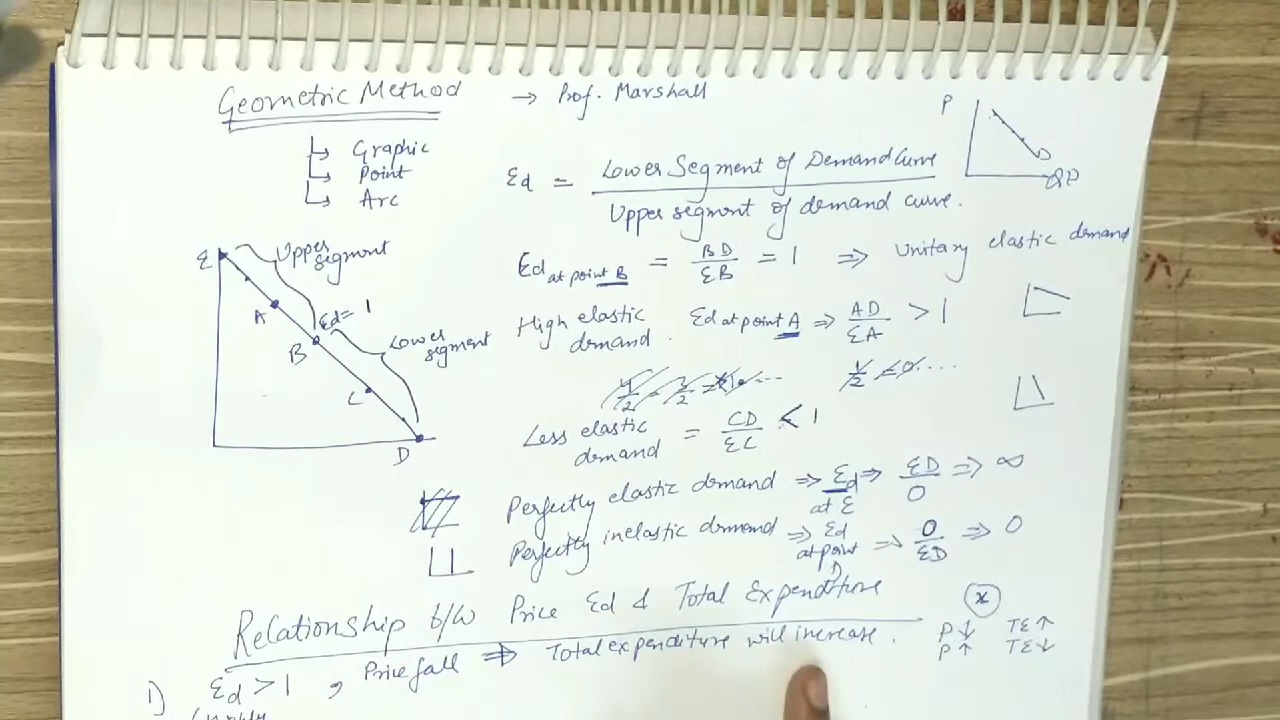 Geometric Method → Prof. Marshall
↳ Graphic
↳ Point
↳ Arc
P
D
QD
Ed = Lower Segment of Demand Curve
Upper segment of demand curve.
E
Upper segment
A
Ed = 1
B
Lower segment
C
D
Ed at point B = BD/EB = 1 ⇒ Unitary elastic demand
High elastic demand. Ed at point A ⇒ AD/EA > 1
Less elastic demand = CD/EC < 1
Perfectly elastic demand ⇒ Ed at E ⇒ ED/0 ⇒ ∞
Perfectly inelastic demand ⇒ Ed at point D ⇒ 0/ED ⇒ 0
Relationship b/w Price Ed & Total Expenditure
1) Ed > 1 , Price fall ⇒ Total expenditure will increase.
P↓ TE↑
P↑ TE↓